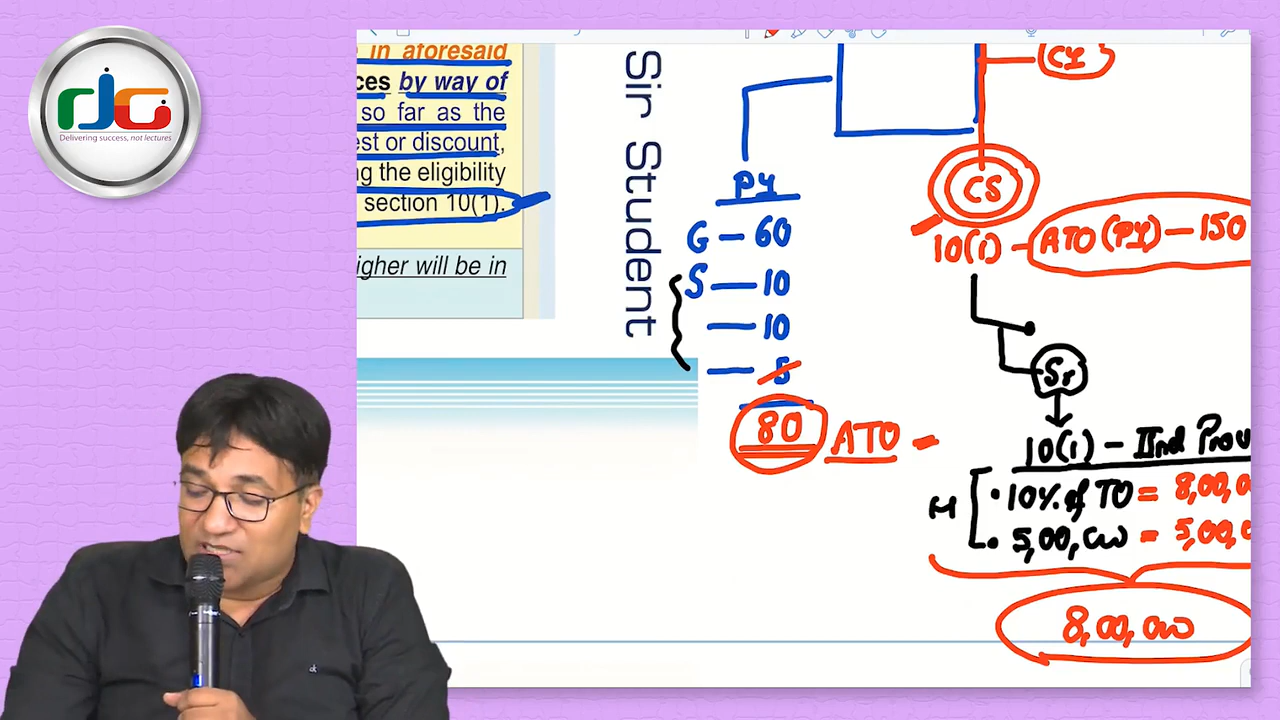 Delivering success, not lectures
in aforesaid
ces by way of
so far as the
est or discount,
ng the eligibility
section 10(1).
igher will be in
Sir Student
PY
G — 60
S — 10
— 10
— 5
80 ATO
CY
CS
10(1) - ATO (PY) - 150
Sr
10(1) - IInd Prov
M
• 10% of TO = 8,00,00
• 5,00,000 = 5,00,0
8,00,000